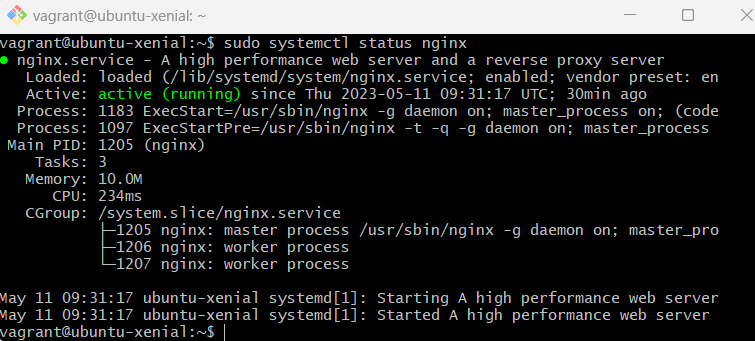 vagrant@ubuntu-xenial: ~
vagrant@ubuntu-xenial:~$ sudo systemctl status nginx
● nginx.service - A high performance web server and a reverse proxy server
   Loaded: loaded (/lib/systemd/system/nginx.service; enabled; vendor preset: en
   Active: active (running) since Thu 2023-05-11 09:31:17 UTC; 30min ago
  Process: 1183 ExecStart=/usr/sbin/nginx -g daemon on; master_process on; (code
  Process: 1097 ExecStartPre=/usr/sbin/nginx -t -q -g daemon on; master_process
 Main PID: 1205 (nginx)
    Tasks: 3
   Memory: 10.0M
      CPU: 234ms
   CGroup: /system.slice/nginx.service
           ├─1205 nginx: master process /usr/sbin/nginx -g daemon on; master_pro
           ├─1206 nginx: worker process
           └─1207 nginx: worker process
May 11 09:31:17 ubuntu-xenial systemd[1]: Starting A high performance web server
May 11 09:31:17 ubuntu-xenial systemd[1]: Started A high performance web server
vagrant@ubuntu-xenial:~$